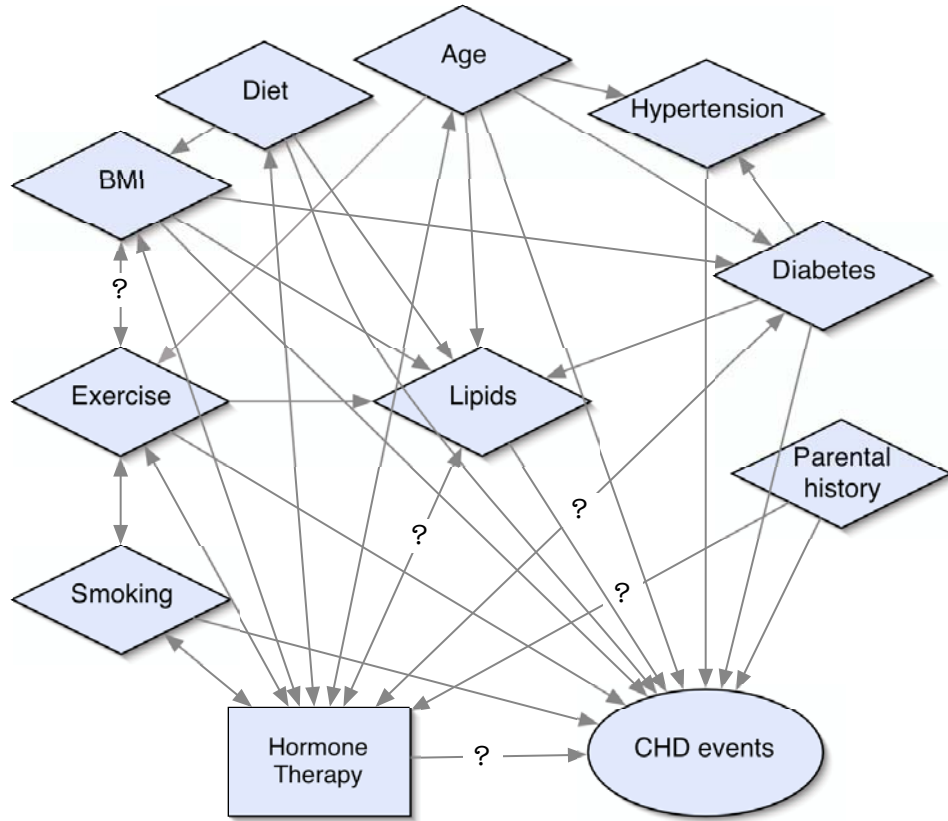 Age
Diet
Hypertension
BMI
Diabetes
?
Exercise
Lipids
Parental
history
?
?
?
Smoking
Hormone
Therapy
?
CHD events